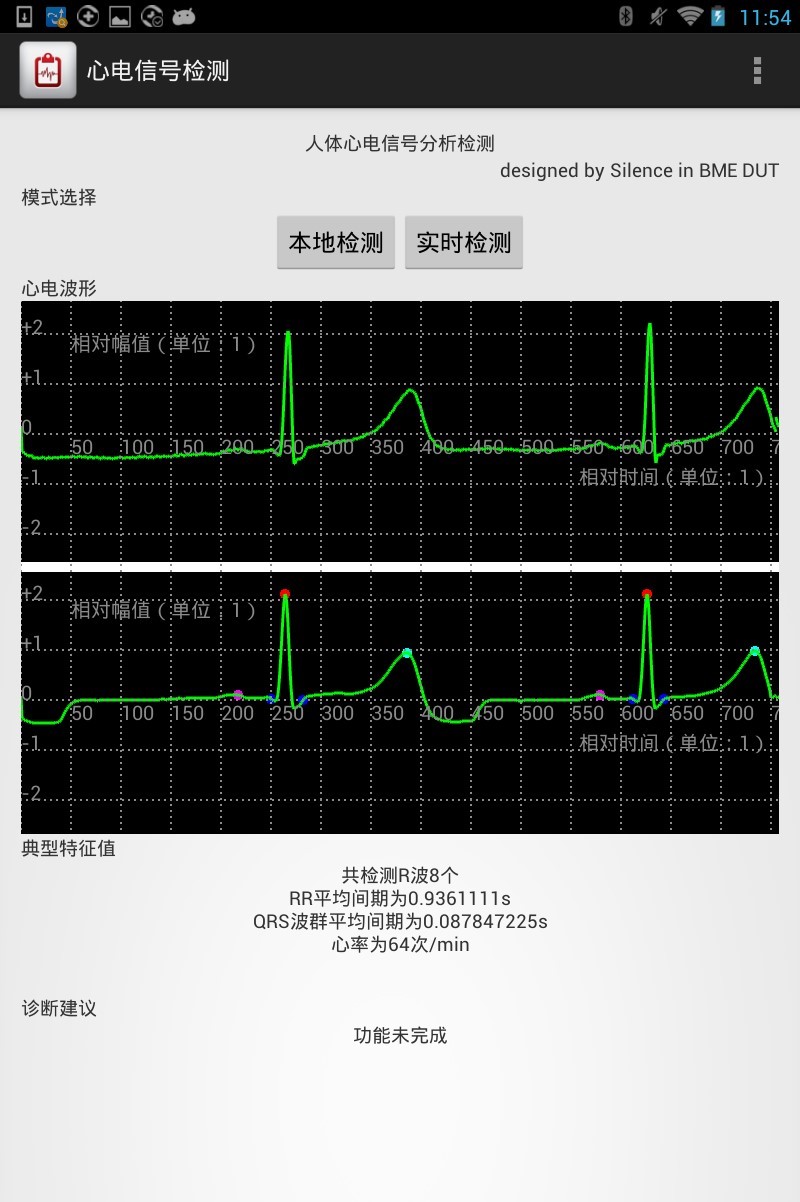 11:54
心电信号检测
人体心电信号分析检测
designed by Silence in BME DUT
模式选择
本地检测 实时检测
心电波形
+2
相对幅值（单位：1）
+1
0
50 100 150 200 250 300 350 400 450 500 550 600 650 700 7
-1
相对时间（单位：1）
-2
+2
相对幅值（单位：1）
+1
0
50 100 150 200 250 300 350 400 450 500 550 600 650 700 7
-1
相对时间（单位：1）
-2
典型特征值
共检测R波8个
RR平均间期为0.9361111s
QRS波群平均间期为0.087847225s
心率为64次/min
诊断建议
功能未完成